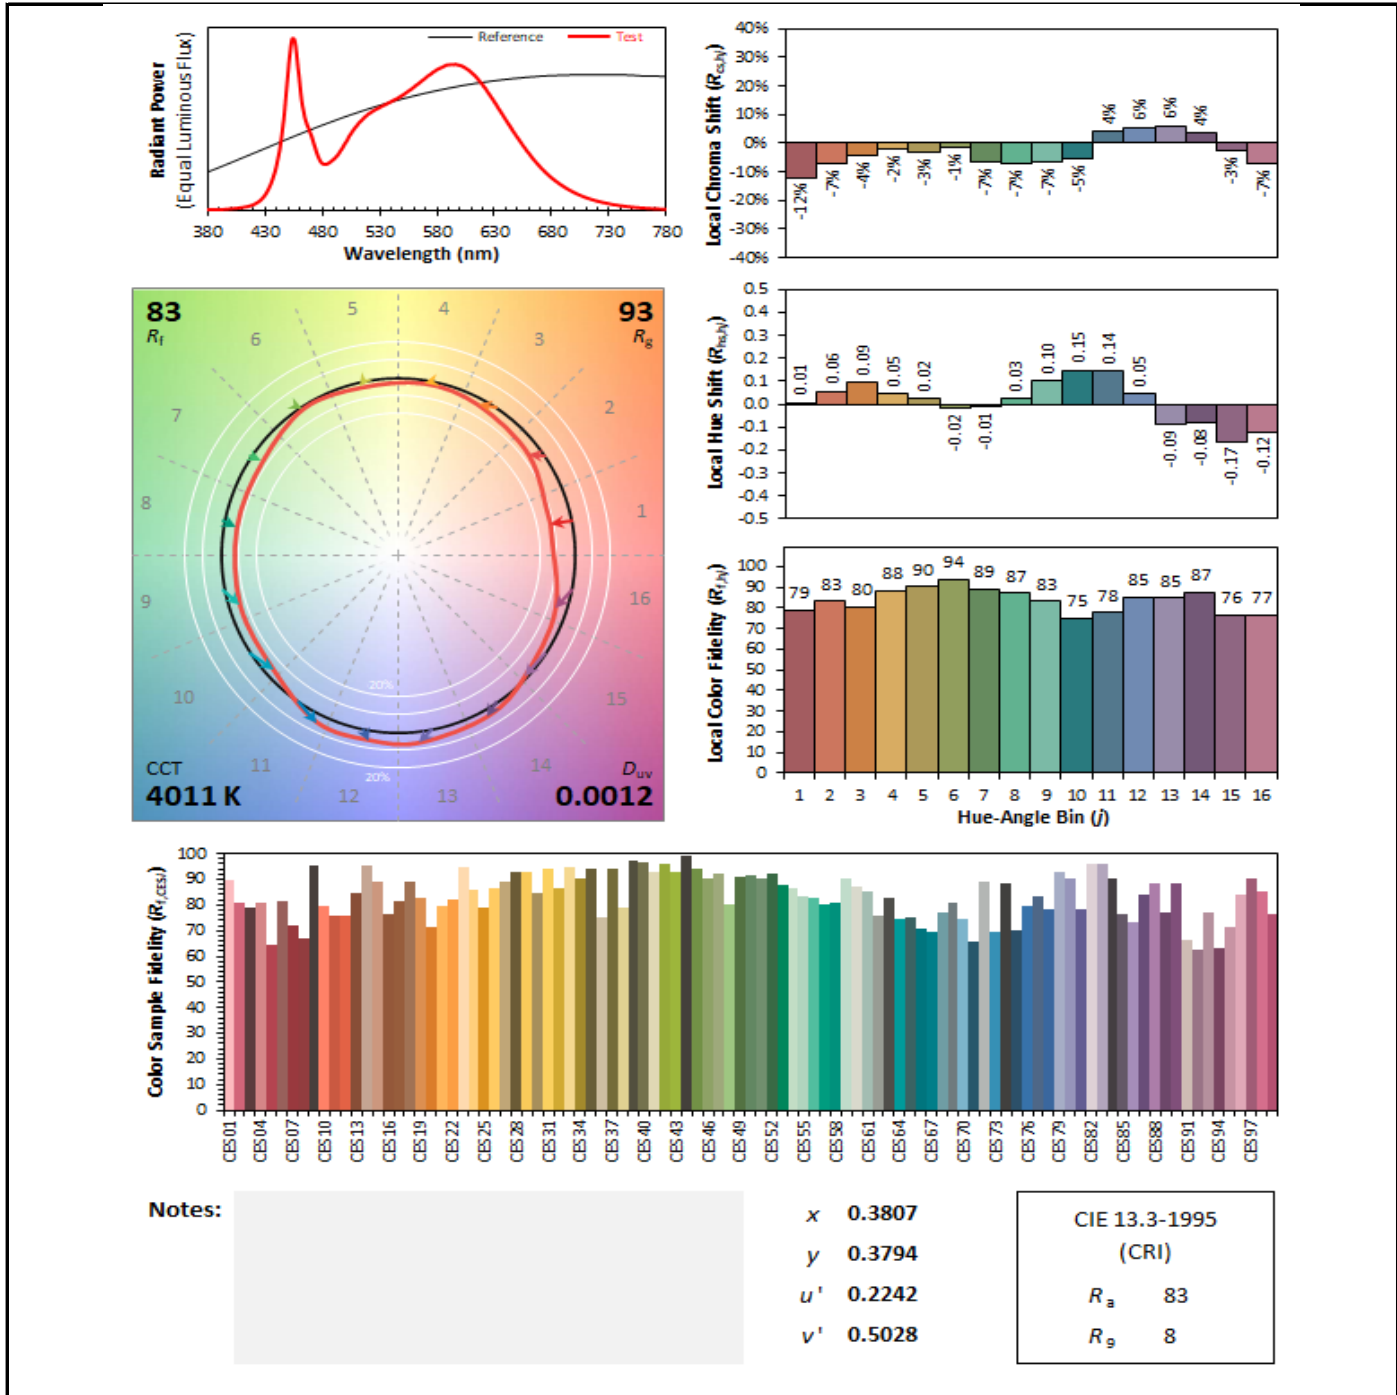 Radiant Power
(Equal Luminous Flux)
Reference
Test
380 430 480 530 580 630 680 730 780
Wavelength (nm)
Local Chroma Shift (Rcs,hj)
40%
30%
20%
10%
0%
-10%
-20%
-30%
-40%
-12% -7% -4% -2% -3% -1% -7% -7% -7% -5% 4% 6% 6% 4% -3% -7%
83
Rf
93
Rg
5 4
6 3
7 2
8 1
9 16
10 15
11 14
12 13
20%
20%
CCT
4011 K
Duv
0.0012
Local Hue Shift (Rhs,hj)
0.5
0.4
0.3
0.2
0.1
0.0
-0.1
-0.2
-0.3
-0.4
-0.5
0.01 0.06 0.09 0.05 0.02 -0.02 -0.01 0.03 0.10 0.15 0.14 0.05 -0.09 -0.08 -0.17 -0.12
Local Color Fidelity (Rf,hj)
100
90
80
70
60
50
40
30
20
10
0
79 83 80 88 90 94 89 87 83 75 78 85 85 87 76 77
1 2 3 4 5 6 7 8 9 10 11 12 13 14 15 16
Hue-Angle Bin (j)
Color Sample Fidelity (Rf,CESi)
100
90
80
70
60
50
40
30
20
10
0
CES01 CES04 CES07 CES10 CES13 CES16 CES19 CES22 CES25 CES28 CES31 CES34 CES37 CES40 CES43 CES46 CES49 CES52 CES55 CES58 CES61 CES64 CES67 CES70 CES73 CES76 CES79 CES82 CES85 CES88 CES91 CES94 CES97
Notes:
x 0.3807
y 0.3794
u' 0.2242
v' 0.5028
CIE 13.3-1995
(CRI)
Ra 83
R9 8